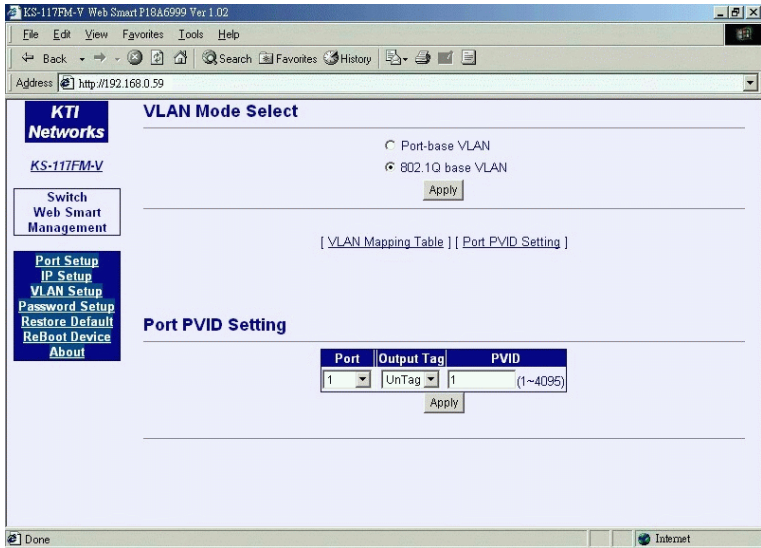 KS-117FM-V Web Smart P18A6999 Ver 1.02
File Edit View Favorites Tools Help
Back Search Favorites History
Address http://192.168.0.59
KTI
Networks
KS-117FM-V
Switch
Web Smart
Management
Port Setup
IP Setup
VLAN Setup
Password Setup
Restore Default
ReBoot Device
About
VLAN Mode Select
Port-base VLAN
802.1Q base VLAN
Apply
[ VLAN Mapping Table ] [ Port PVID Setting ]
Port PVID Setting
Port Output Tag PVID
1 UnTag 1 (1~4095)
Apply
Done Internet